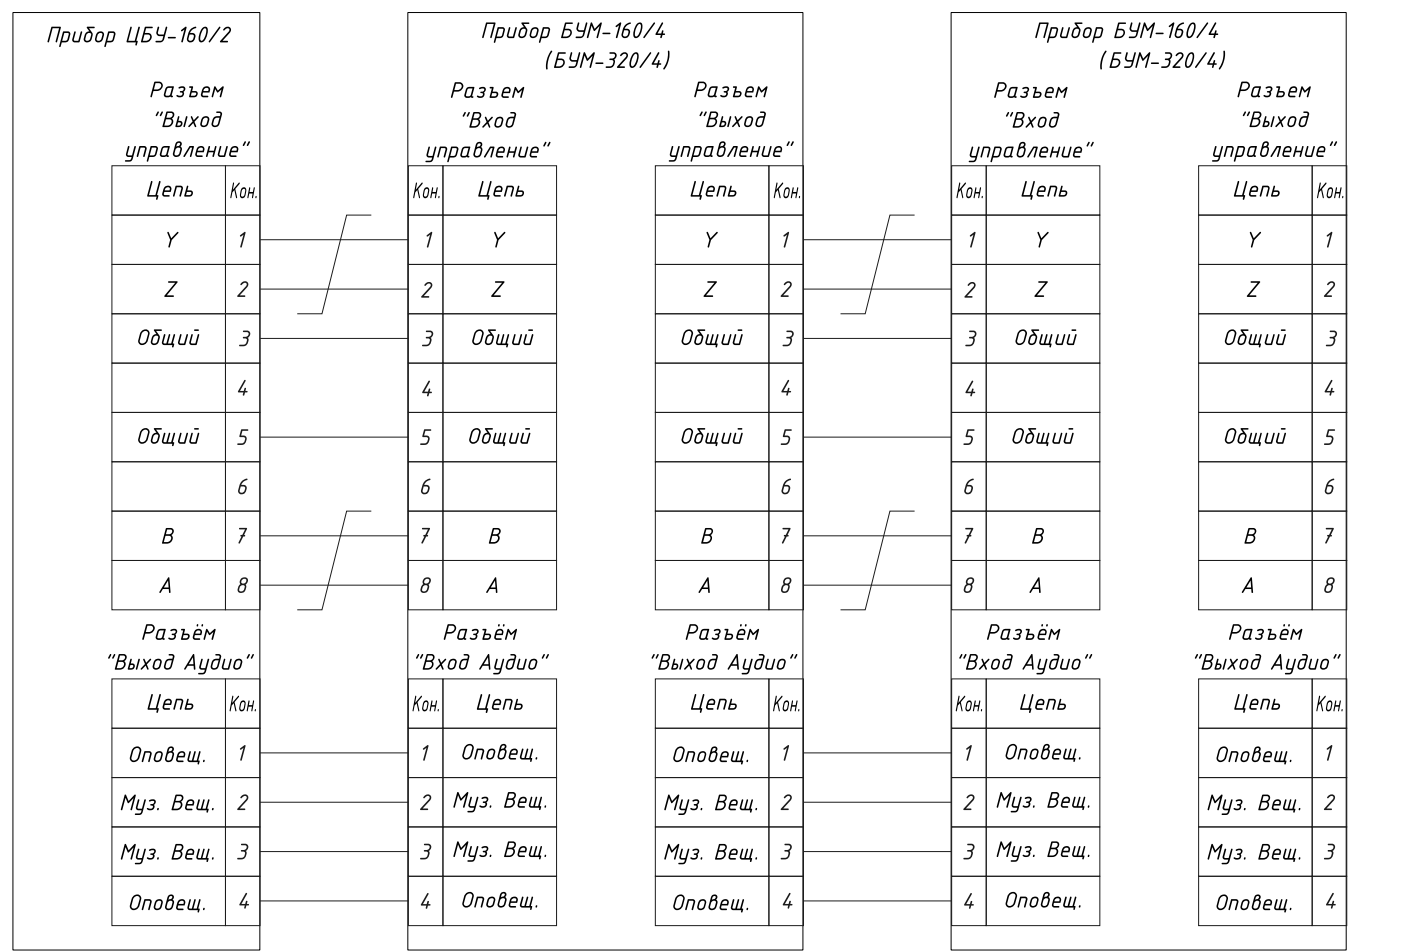 Прибор ЦБУ-160/2
Разъем
"Выход
управление"
Цепь Кон.
Y 1
Z 2
Общий 3
4
Общий 5
6
B 7
A 8
Разъём
"Выход Аудио"
Цепь Кон.
Оповещ. 1
Муз. Вещ. 2
Муз. Вещ. 3
Оповещ. 4
Прибор БУМ-160/4
(БУМ-320/4)
Разъем
"Вход
управление"
Кон. Цепь
1 Y
2 Z
3 Общий
4
5 Общий
6
7 B
8 A
Разъём
"Вход Аудио"
Кон. Цепь
1 Оповещ.
2 Муз. Вещ.
3 Муз. Вещ.
4 Оповещ.
Разъем
"Выход
управление"
Цепь Кон.
Y 1
Z 2
Общий 3
4
Общий 5
6
B 7
A 8
Разъём
"Выход Аудио"
Цепь Кон.
Оповещ. 1
Муз. Вещ. 2
Муз. Вещ. 3
Оповещ. 4
Прибор БУМ-160/4
(БУМ-320/4)
Разъем
"Вход
управление"
Кон. Цепь
1 Y
2 Z
3 Общий
4
5 Общий
6
7 B
8 A
Разъём
"Вход Аудио"
Кон. Цепь
1 Оповещ.
2 Муз. Вещ.
3 Муз. Вещ.
4 Оповещ.
Разъем
"Выход
управление"
Цепь Кон.
Y 1
Z 2
Общий 3
4
Общий 5
6
B 7
A 8
Разъём
"Выход Аудио"
Цепь Кон.
Оповещ. 1
Муз. Вещ. 2
Муз. Вещ. 3
Оповещ. 4